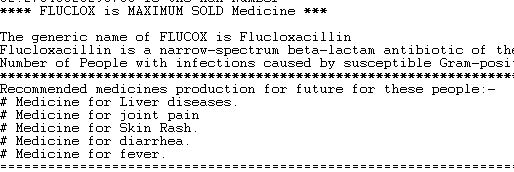 **** FLUCLOX is MAXIMUM SOLD Medicine ***
The generic name of FLUCOX is Flucloxacillin
Flucloxacillin is a narrow-spectrum beta-lactam antibiotic of the
Number of People with infections caused by susceptible Gram-posi
********************************************************************
Recommended medicines production for future for these people:-
# Medicine for Liver diseases.
# Medicine for joint pain
# Medicine for Skin Rash.
# Medicine for diarrhea.
# Medicine for fever.
====================================================================